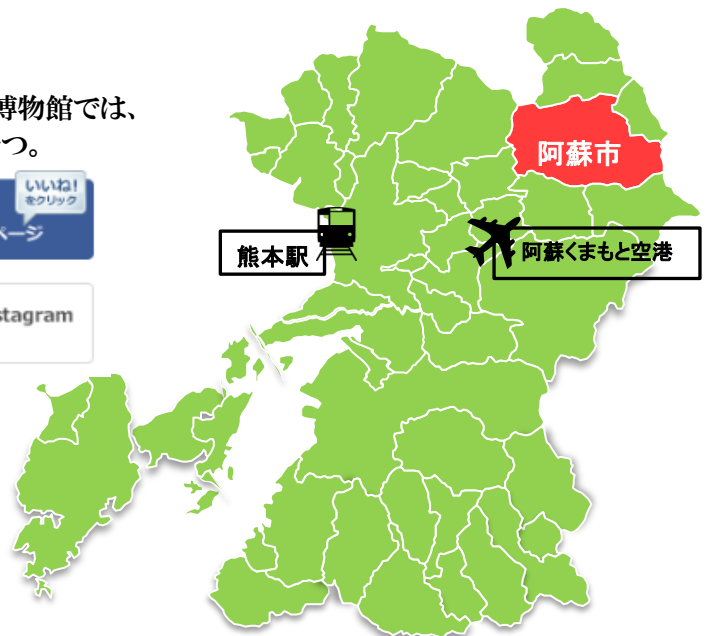 博物館では、
つ。
いいね!
をクリック
ページ
stagram
阿蘇市
熊本駅
阿蘇くまもと空港